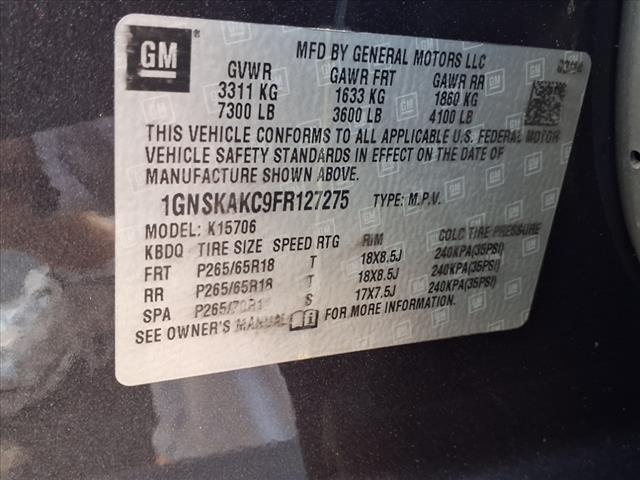 GM
MFD BY GENERAL MOTORS LLC
GVWR GAWR FRT GAWR RR
3311 KG 1633 KG 1860 KG
7300 LB 3600 LB 4100 LB
THIS VEHICLE CONFORMS TO ALL APPLICABLE U.S. FEDERAL MOTOR
VEHICLE SAFETY STANDARDS IN EFFECT ON THE DATE OF
MANUFACTURE SHOWN ABOVE.
1GNSKAKC9FR127275 TYPE: M.P.V.
MODEL: K15706
KBDQ TIRE SIZE SPEED RTG RIM COLD TIRE PRESSURE
FRT P265/65R18 T 18X8.5J 240KPA(35PSI)
RR P265/65R18 T 18X8.5J 240KPA(35PSI)
SPA S 17X7.5J 240KPA(35PSI)
SEE OWNER'S MANUAL FOR MORE INFORMATION.